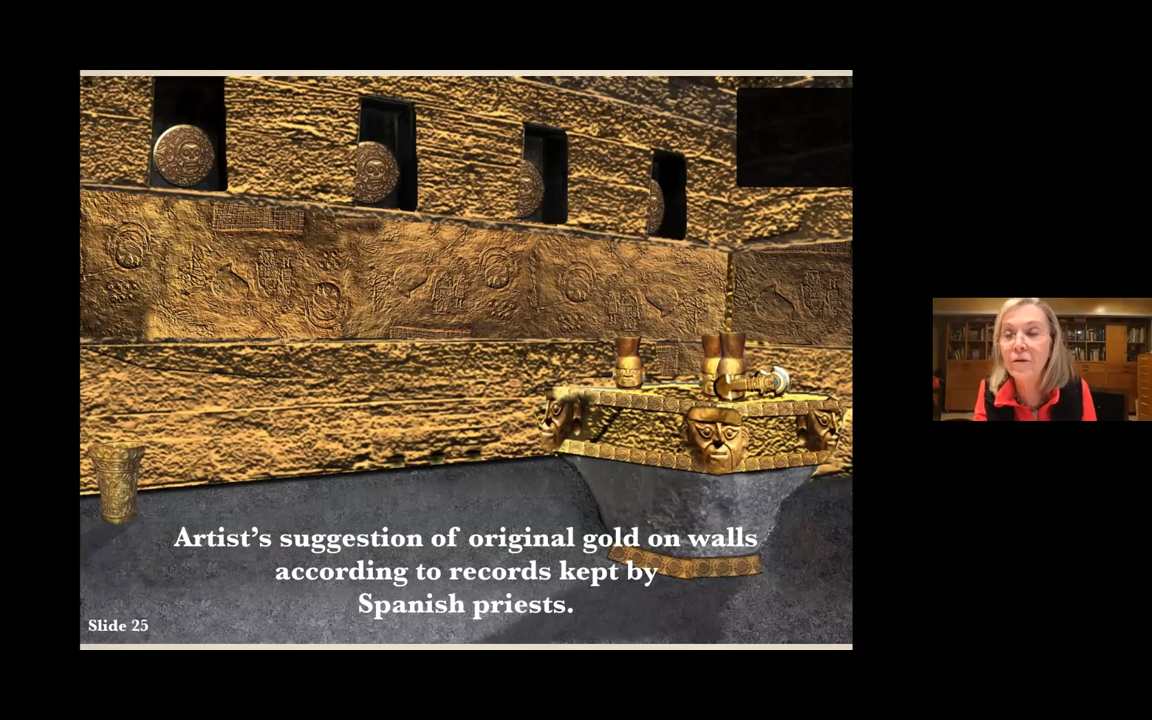 Artist’s suggestion of original gold on walls
according to records kept by
Spanish priests.
Slide 25